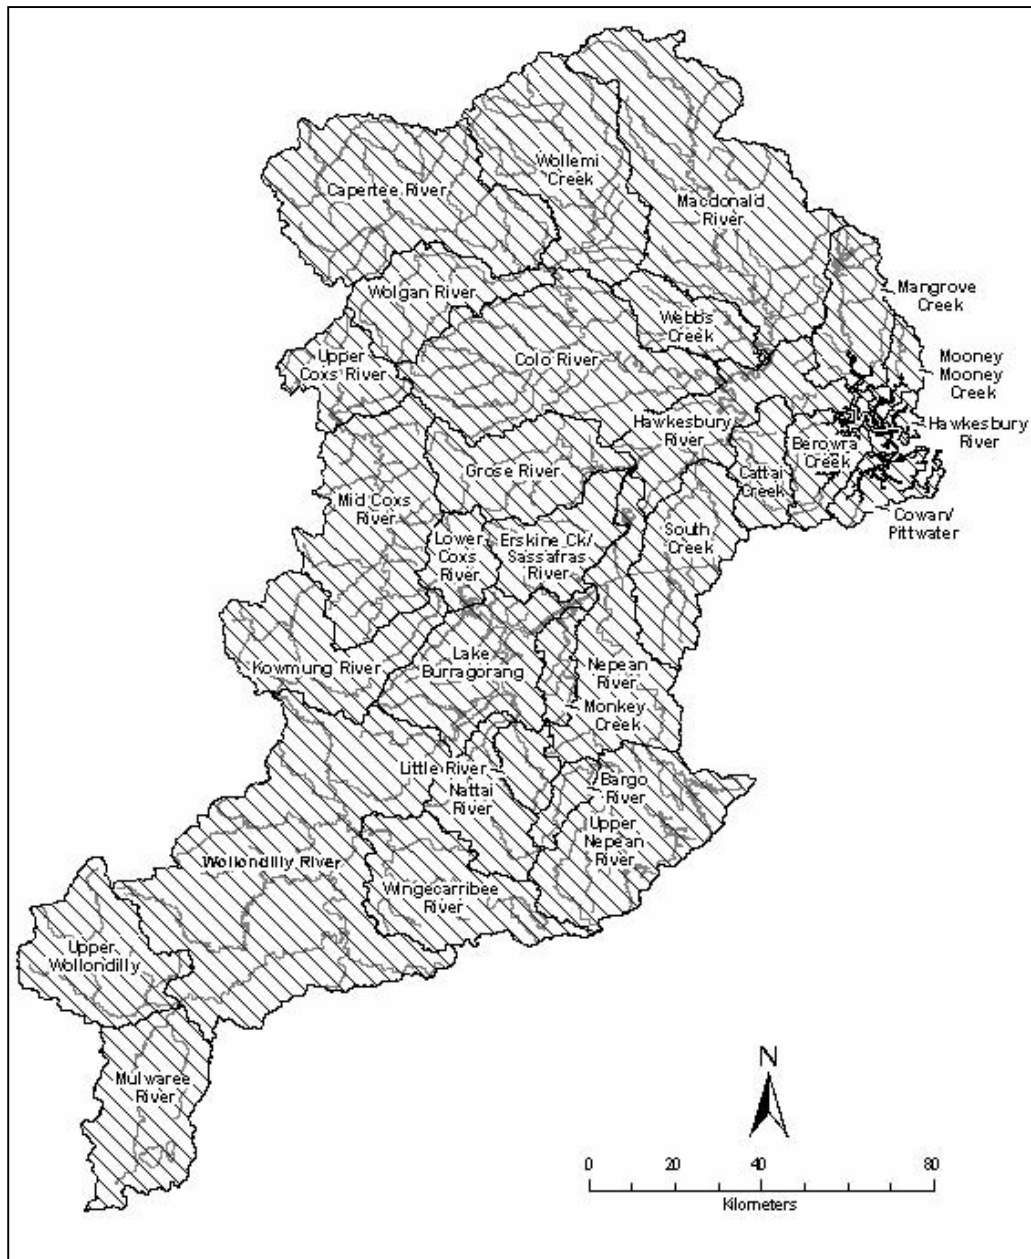 Wollemi
Creek
Capertee River
Macdonald
River
Mangrove
Creek
Wolgan River
Webbs
Creek
Upper
Coxs River
Colo River
Mooney
Mooney
Creek
Hawkesbury
River
Hawkesbury
River
Berowra
Creek
Cattai
Creek
Grose River
Mid Coxs
River
Cowan/
Pittwater
Lower
Coxs
River
Erskine Ck/
Sassafras
River
South
Creek
Kowmung River
Lake
Burragorang
Nepean
River
Monkey
Creek
Little River
Nattai
River
Bargo
River
Upper
Nepean
River
Wollondilly River
Wingecarribee
River
Upper
Wollondilly
Mulwaree
River
N
0 20 40 80
Kilometers